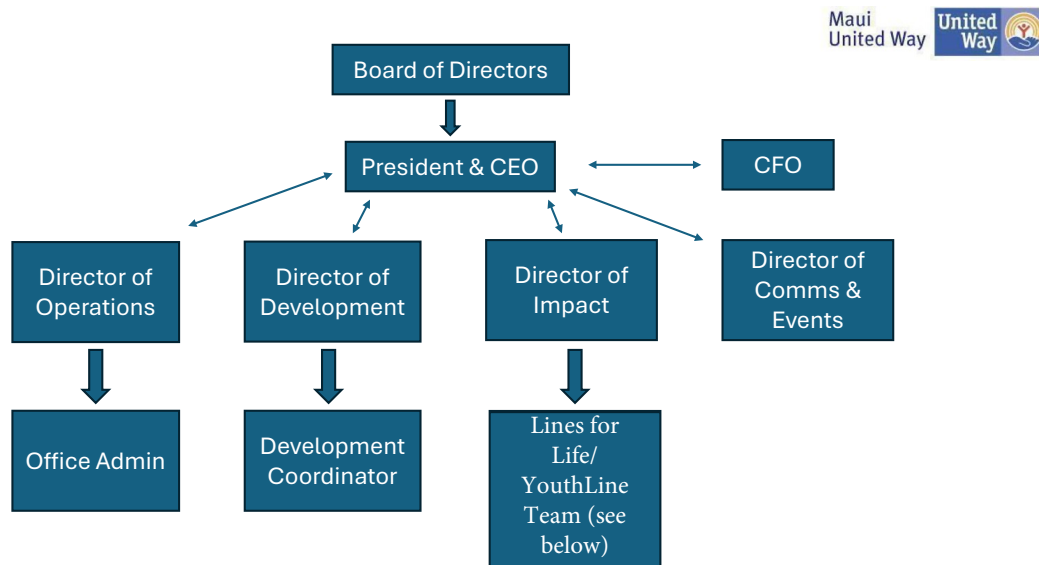 Maui
United Way
United
Way
Board of Directors
President & CEO
CFO
Director of
Operations
Director of
Development
Director of
Impact
Director of
Comms &
Events
Office Admin
Development
Coordinator
Lines for
Life/
YouthLine
Team (see
below)